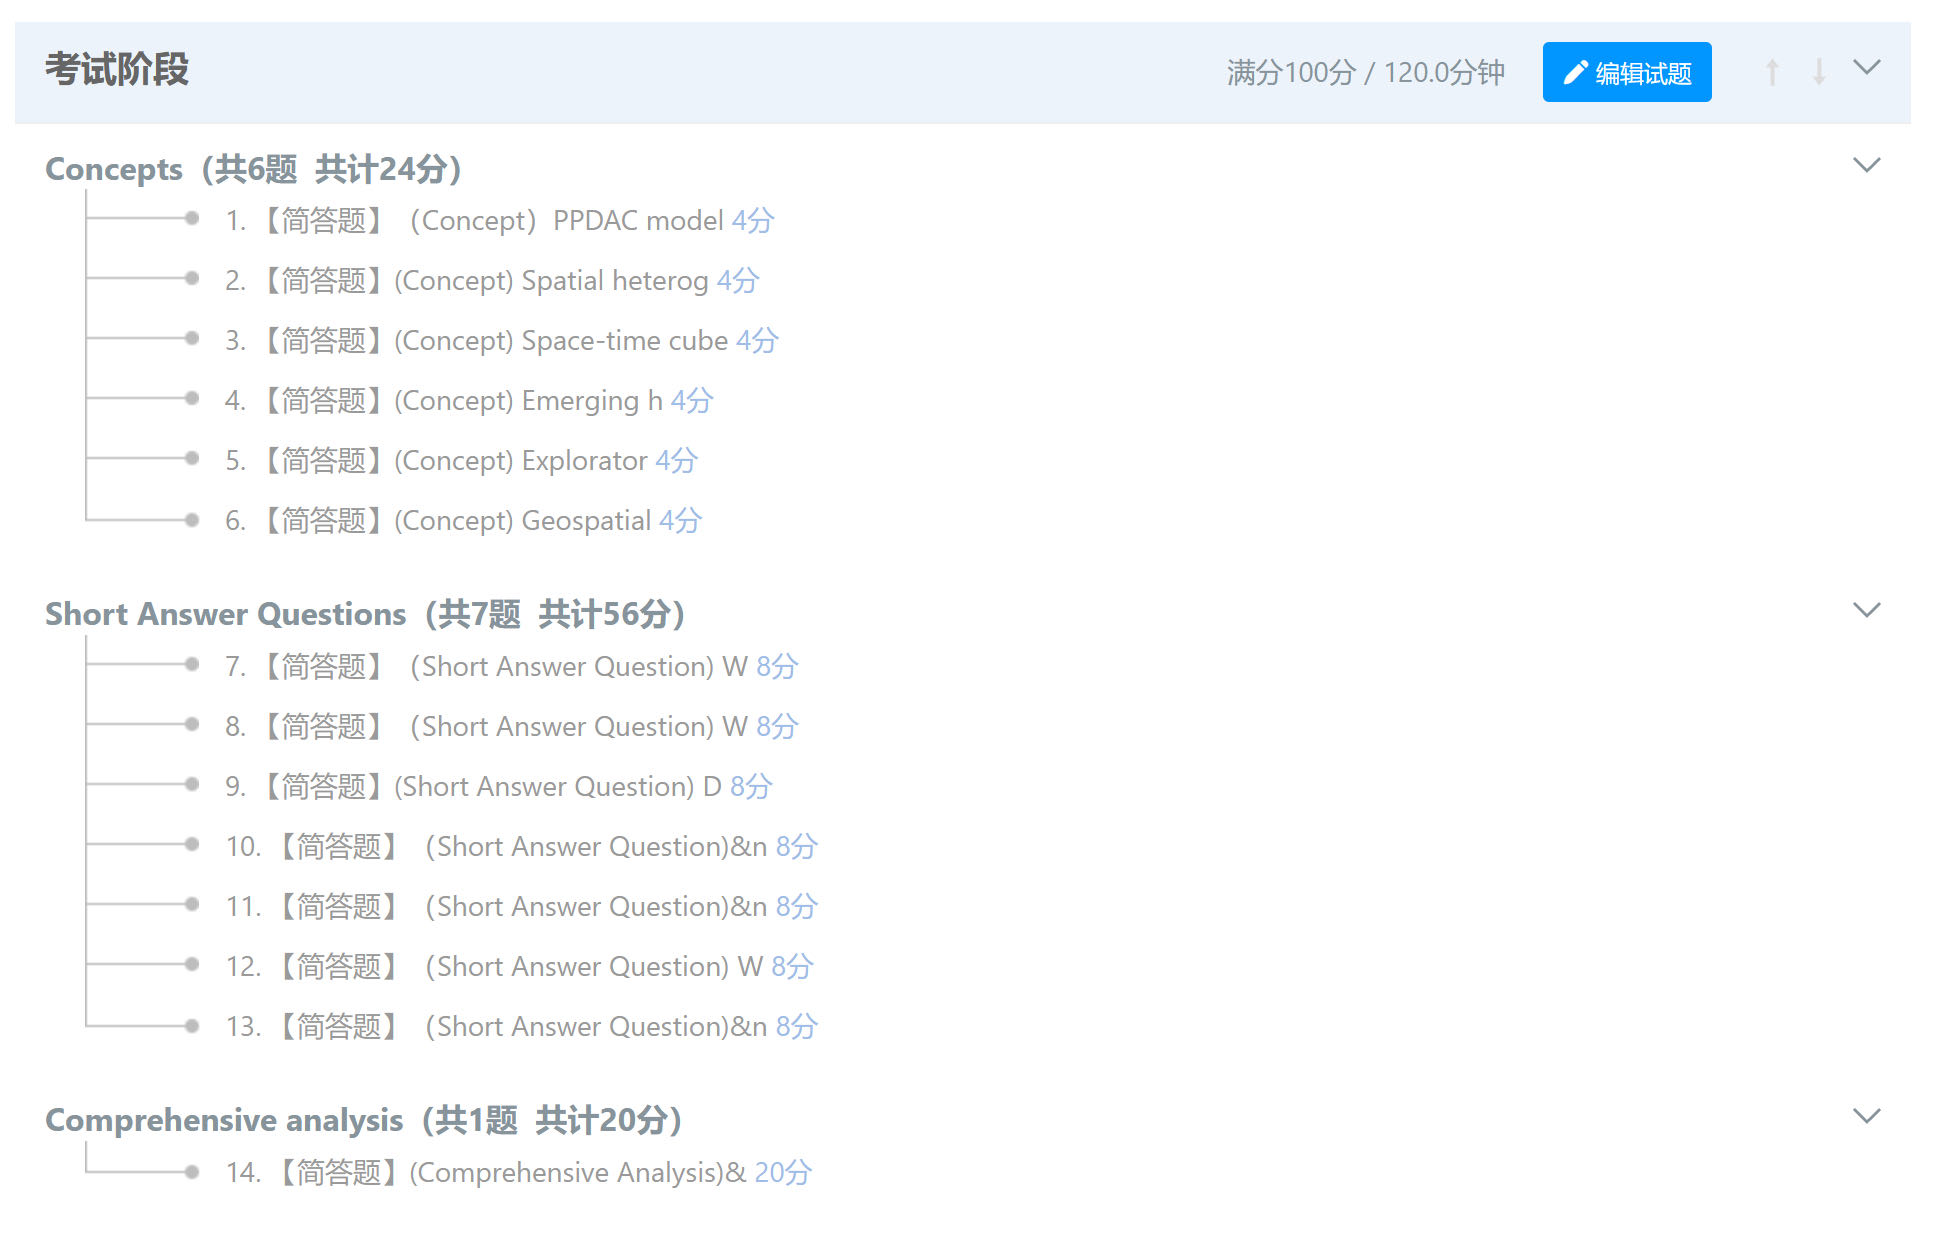 考试阶段
满分100分 / 120.0分钟
编辑试题
Concepts（共6题 共计24分）
1. 【简答题】（Concept）PPDAC model 4分
2. 【简答题】(Concept) Spatial heterog 4分
3. 【简答题】(Concept) Space-time cube 4分
4. 【简答题】(Concept) Emerging h 4分
5. 【简答题】(Concept) Explorator 4分
6. 【简答题】(Concept) Geospatial 4分
Short Answer Questions（共7题 共计56分）
7. 【简答题】（Short Answer Question) W 8分
8. 【简答题】（Short Answer Question) W 8分
9. 【简答题】(Short Answer Question) D 8分
10. 【简答题】（Short Answer Question)&n 8分
11. 【简答题】（Short Answer Question)&n 8分
12. 【简答题】（Short Answer Question) W 8分
13. 【简答题】（Short Answer Question)&n 8分
Comprehensive analysis（共1题 共计20分）
14. 【简答题】(Comprehensive Analysis)& 20分